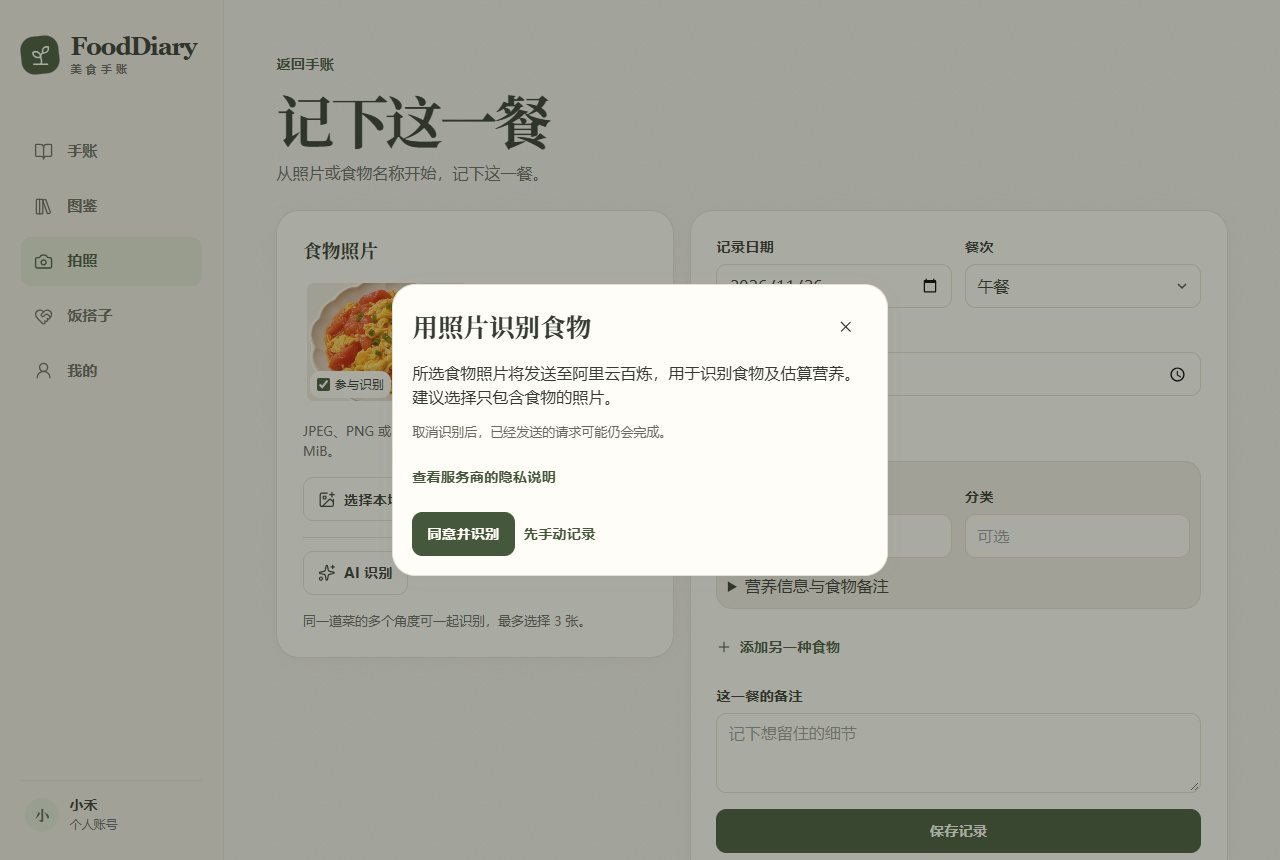 FoodDiary
美食手账
手账
图鉴
拍照
饭搭子
我的
小
小禾
个人账号
返回手账
记下这一餐
从照片或食物名称开始，记下这一餐。
食物照片
参与识别
JPEG、PNG 或
MiB。
选择本
AI 识别
同一道菜的多个角度可一起识别，最多选择 3 张。
用照片识别食物
所选食物照片将发送至阿里云百炼，用于识别食物及估算营养。
建议选择只包含食物的照片。
取消识别后，已经发送的请求可能仍会完成。
查看服务商的隐私说明
同意并识别
先手动记录
记录日期
餐次
午餐
分类
可选
营养信息与食物备注
添加另一种食物
这一餐的备注
记下想留住的细节
保存记录